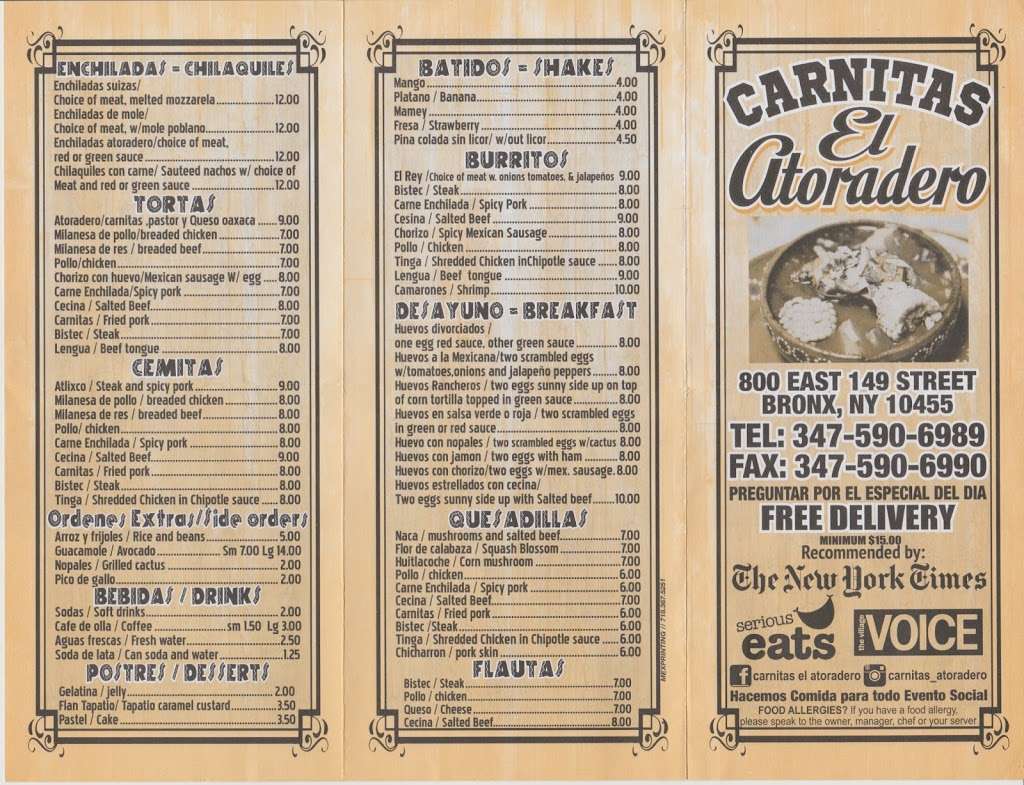 ENCHILADAS = CHILAQUILES
Enchiladas suizas/
Choice of meat, melted mozzarela....12.00
Enchiladas de mole/
Choice of meat, w/mole poblano....12.00
Enchiladas atoradero/choice of meat,
red or green sauce....12.00
Chilaquiles con carne/ Sauteed nachos w/ choice of
Meat and red or green sauce....12.00
TORTAS
Atoradero/carnitas ,pastor y Queso oaxaca....9.00
Milanesa de pollo/breaded chicken....7.00
Milanesa de res / breaded beef....7.00
Pollo/chicken....7.00
Chorizo con huevo/Mexican sausage W/ egg....8.00
Carne Enchilada/Spicy pork....7.00
Cecina / Salted Beef....8.00
Carnitas / Fried pork....7.00
Bistec / Steak....7.00
Lengua / Beef tongue....8.00
CEMITAS
Atlixco / Steak and spicy pork....9.00
Milanesa de pollo / breaded chicken....8.00
Milanesa de res / breaded beef....8.00
Pollo/ chicken....8.00
Carne Enchilada / Spicy pork....8.00
Cecina / Salted Beef....9.00
Carnitas / Fried pork....8.00
Bistec / Steak....8.00
Tinga / Shredded Chicken in Chipotle sauce....8.00
Ordenes Extras/Side orders
Arroz y frijoles / Rice and beans....5.00
Guacamole / Avocado....Sm 7.00 Lg 14.00
Nopales / Grilled cactus....2.00
Pico de gallo....2.00
BEBIDAS / DRINKS
Sodas / Soft drinks....2.00
Cafe de olla / Coffee....sm 1.50 Lg 3.00
Aguas frescas / Fresh water....2.50
Soda de lata / Can soda and water....1.25
POSTRES / DESSERTS
Gelatina / jelly....2.00
Flan Tapatio/ Tapatio caramel custard....3.50
Pastel / Cake....3.50
BATIDOS = SHAKES
Mango....4.00
Platano / Banana....4.00
Mamey....4.00
Fresa / Strawberry....4.00
Pina colada sin licor/ w/out licor....4.50
BURRITOS
El Rey /Choice of meat w. onions tomatoes, & jalapeños 9.00
Bistec / Steak....8.00
Carne Enchilada / Spicy Pork....8.00
Cesina / Salted Beef....9.00
Chorizo / Spicy Mexican Sausage....8.00
Pollo / Chicken....8.00
Tinga / Shredded Chicken inChipotle sauce....8.00
Lengua / Beef tongue....9.00
Camarones / Shrimp....10.00
DESAYUNO = BREAKFAST
Huevos divorciados /
one egg red sauce, other green sauce....8.00
Huevos a la Mexicana/two scrambled eggs
w/tomatoes,onions and jalapeño peppers....8.00
Huevos Rancheros / two eggs sunny side up on top
of corn tortilla topped in green sauce....8.00
Huevos en salsa verde o roja / two scrambled eggs
in green or red sauce....8.00
Huevo con nopales / two scrambled eggs w/cactus 8.00
Huevos con jamon / two eggs with ham....8.00
Huevos con chorizo/two eggs w/mex. sausage.8.00
Huevos estrellados con cecina/
Two eggs sunny side up with Salted beef....10.00
QUESADILLAS
Naca / mushrooms and salted beef....7.00
Flor de calabaza / Squash Blossom....7.00
Huitlacoche / Corn mushroom....7.00
Pollo / chicken....6.00
Carne Enchilada / Spicy pork....6.00
Cecina / Salted Beef....7.00
Carnitas / Fried pork....6.00
Bistec /Steak....6.00
Tinga / Shredded Chicken in Chipotle sauce....6.00
Chicharron / pork skin....6.00
FLAUTAS
Bistec / Steak....7.00
Pollo / chicken....7.00
Queso / Cheese....7.00
Cecina / Salted Beef....8.00
MEXPRINTING // 718.367.5251
CARNITAS
El
Atoradero
800 EAST 149 STREET
BRONX, NY 10455
TEL: 347-590-6989
FAX: 347-590-6990
PREGUNTAR POR EL ESPECIAL DEL DIA
FREE DELIVERY
MINIMUM $15.00
Recommended by:
The New York Times
serious
eats
the village
VOICE
carnitas el atoradero
carnitas_atoradero
Hacemos Comida para todo Evento Social
FOOD ALLERGIES? If you have a food allergy,
please speak to the owner, manager, chef or your server